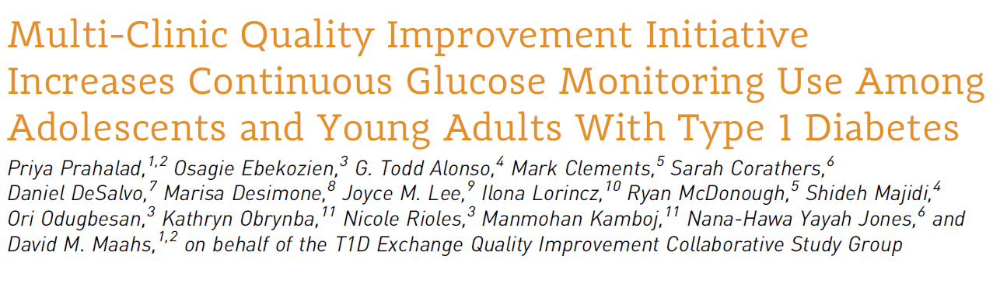 Multi-Clinic Quality Improvement Initiative
Increases Continuous Glucose Monitoring Use Among
Adolescents and Young Adults With Type 1 Diabetes
Priya Prahalad,1,2 Osagie Ebekozien,3 G. Todd Alonso,4 Mark Clements,5 Sarah Corathers,6
Daniel DeSalvo,7 Marisa Desimone,8 Joyce M. Lee,9 Ilona Lorincz,10 Ryan McDonough,5 Shideh Majidi,4
Ori Odugbesan,3 Kathryn Obrynba,11 Nicole Rioles,3 Manmohan Kamboj,11 Nana-Hawa Yayah Jones,6 and
David M. Maahs,1,2 on behalf of the T1D Exchange Quality Improvement Collaborative Study Group